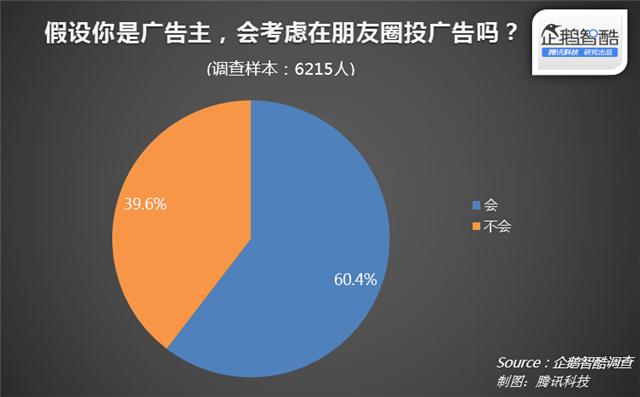 假设你是广告主，会考虑在朋友圈投广告吗？
企鹅智酷
腾讯科技 研究出品
(调查样本：6215人)
39.6%
60.4%
会
不会
Source：企鹅智酷调查
制图：腾讯科技